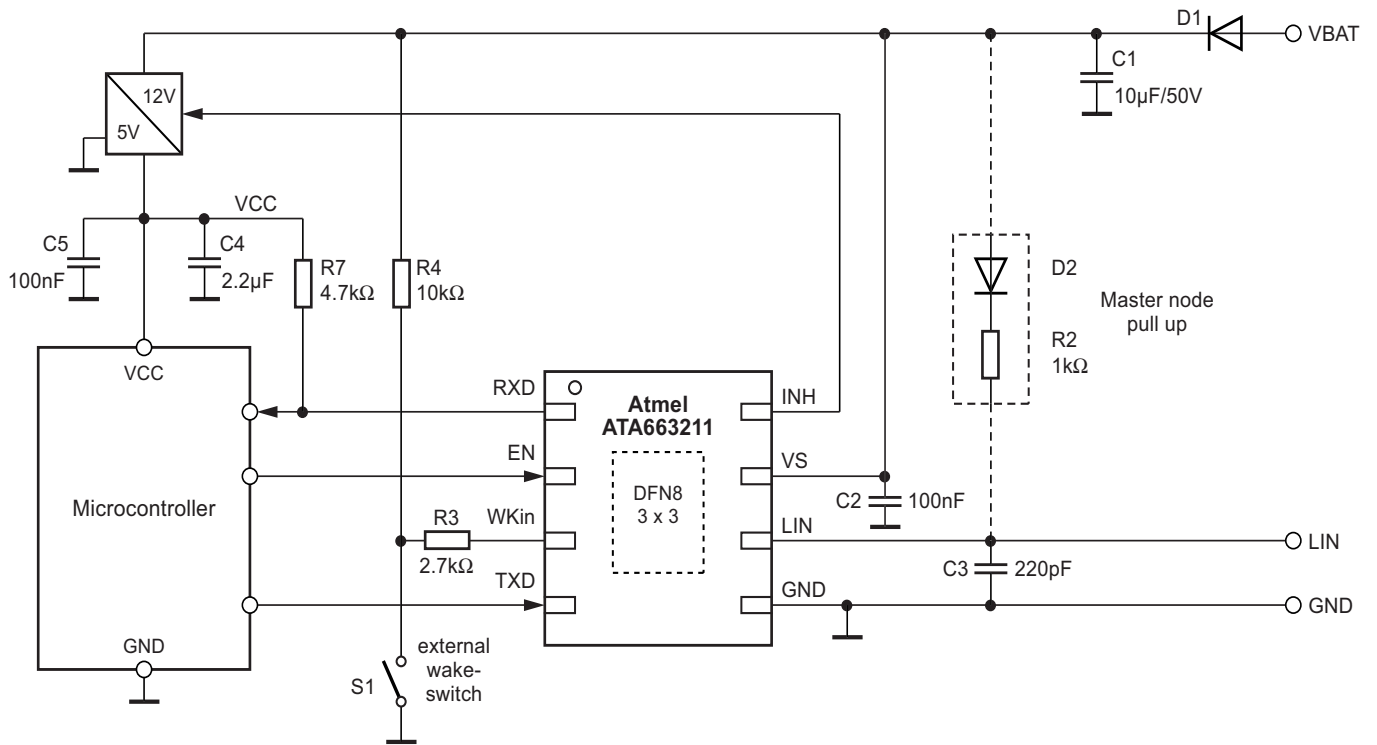 D1
VBAT
C1
10µF/50V
12V
5V
VCC
C5
100nF
C4
2.2µF
R7
4.7kΩ
R4
10kΩ
D2
R2
1kΩ
Master node
pull up
VCC
Microcontroller
GND
RXD
EN
WKin
TXD
R3
2.7kΩ
S1
external
wake-
switch
Atmel
ATA663211
DFN8
3 x 3
INH
VS
LIN
GND
C2
100nF
C3
220pF
LIN
GND